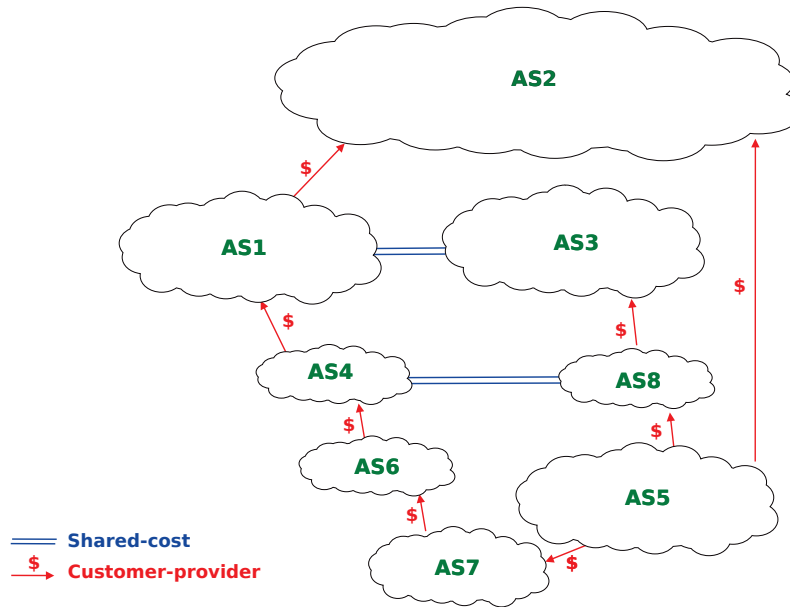 AS2
$
AS1
AS3
$
$
$
AS4
AS8
$
$
AS6
AS5
$
Shared-cost
$
Customer-provider
AS7
$